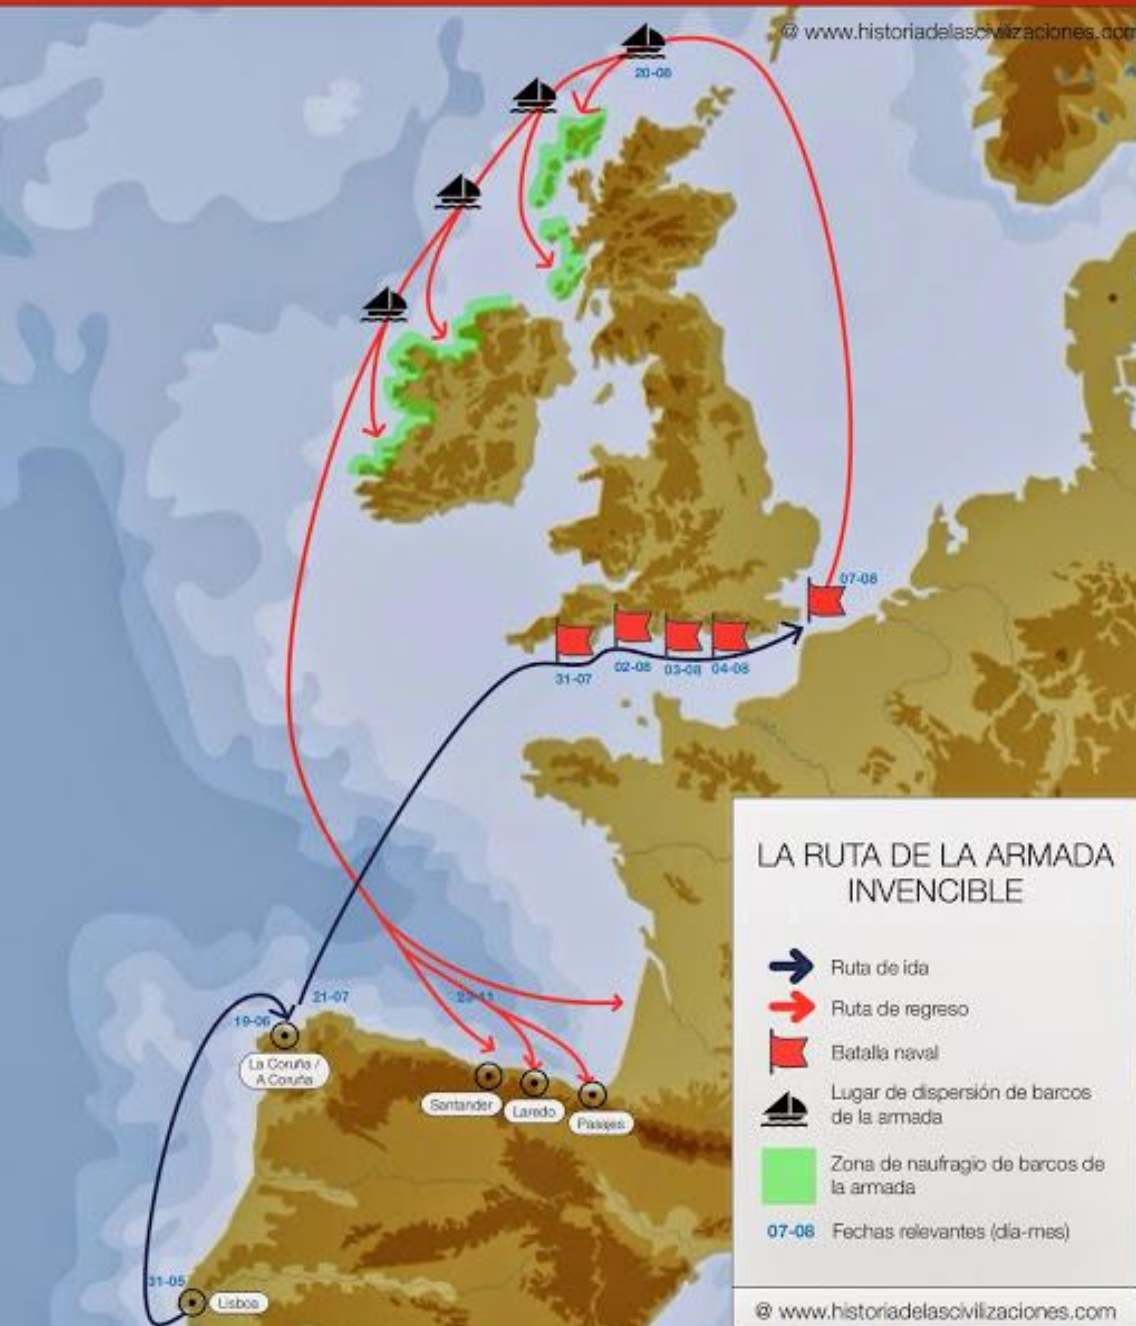 @ www.historiadelascivilizaciones.com
20-08
07-08
31-07
02-08
03-08
04-08
21-07
23-11
19-06
La Coruña /
A Coruña
Santander
Laredo
Pasajes
31-05
Lisboa
LA RUTA DE LA ARMADA
INVENCIBLE
Ruta de ida
Ruta de regreso
Batalla naval
Lugar de dispersión de barcos
de la armada
Zona de naufragio de barcos de
la armada
07-08 Fechas relevantes (día-mes)
@ www.historiadelascivilizaciones.com